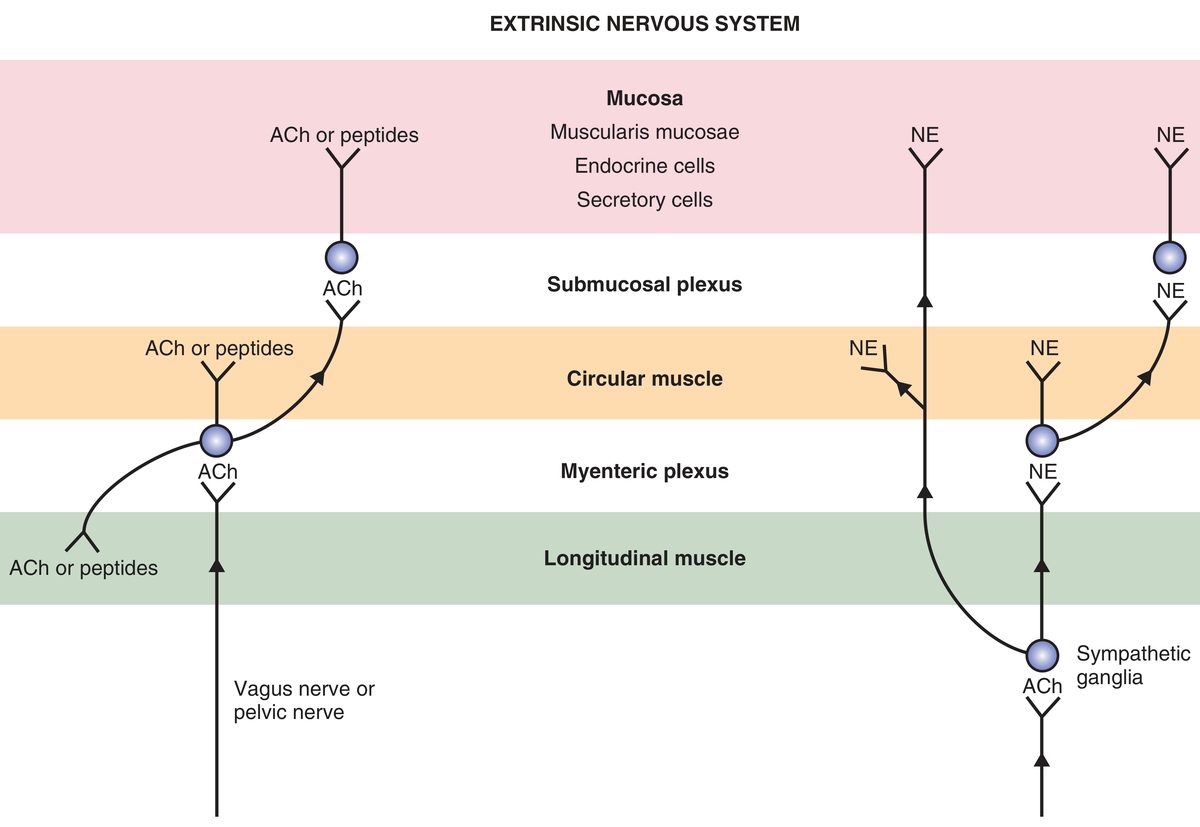 EXTRINSIC NERVOUS SYSTEM
Mucosa
ACh or peptides
Muscularis mucosae
NE
NE
Endocrine cells
Secretory cells
ACh
Submucosal plexus
NE
ACh or peptides
Circular muscle
NE
NE
ACh
Myenteric plexus
NE
ACh or peptides
Longitudinal muscle
Vagus nerve or
pelvic nerve
Sympathetic
ganglia
ACh